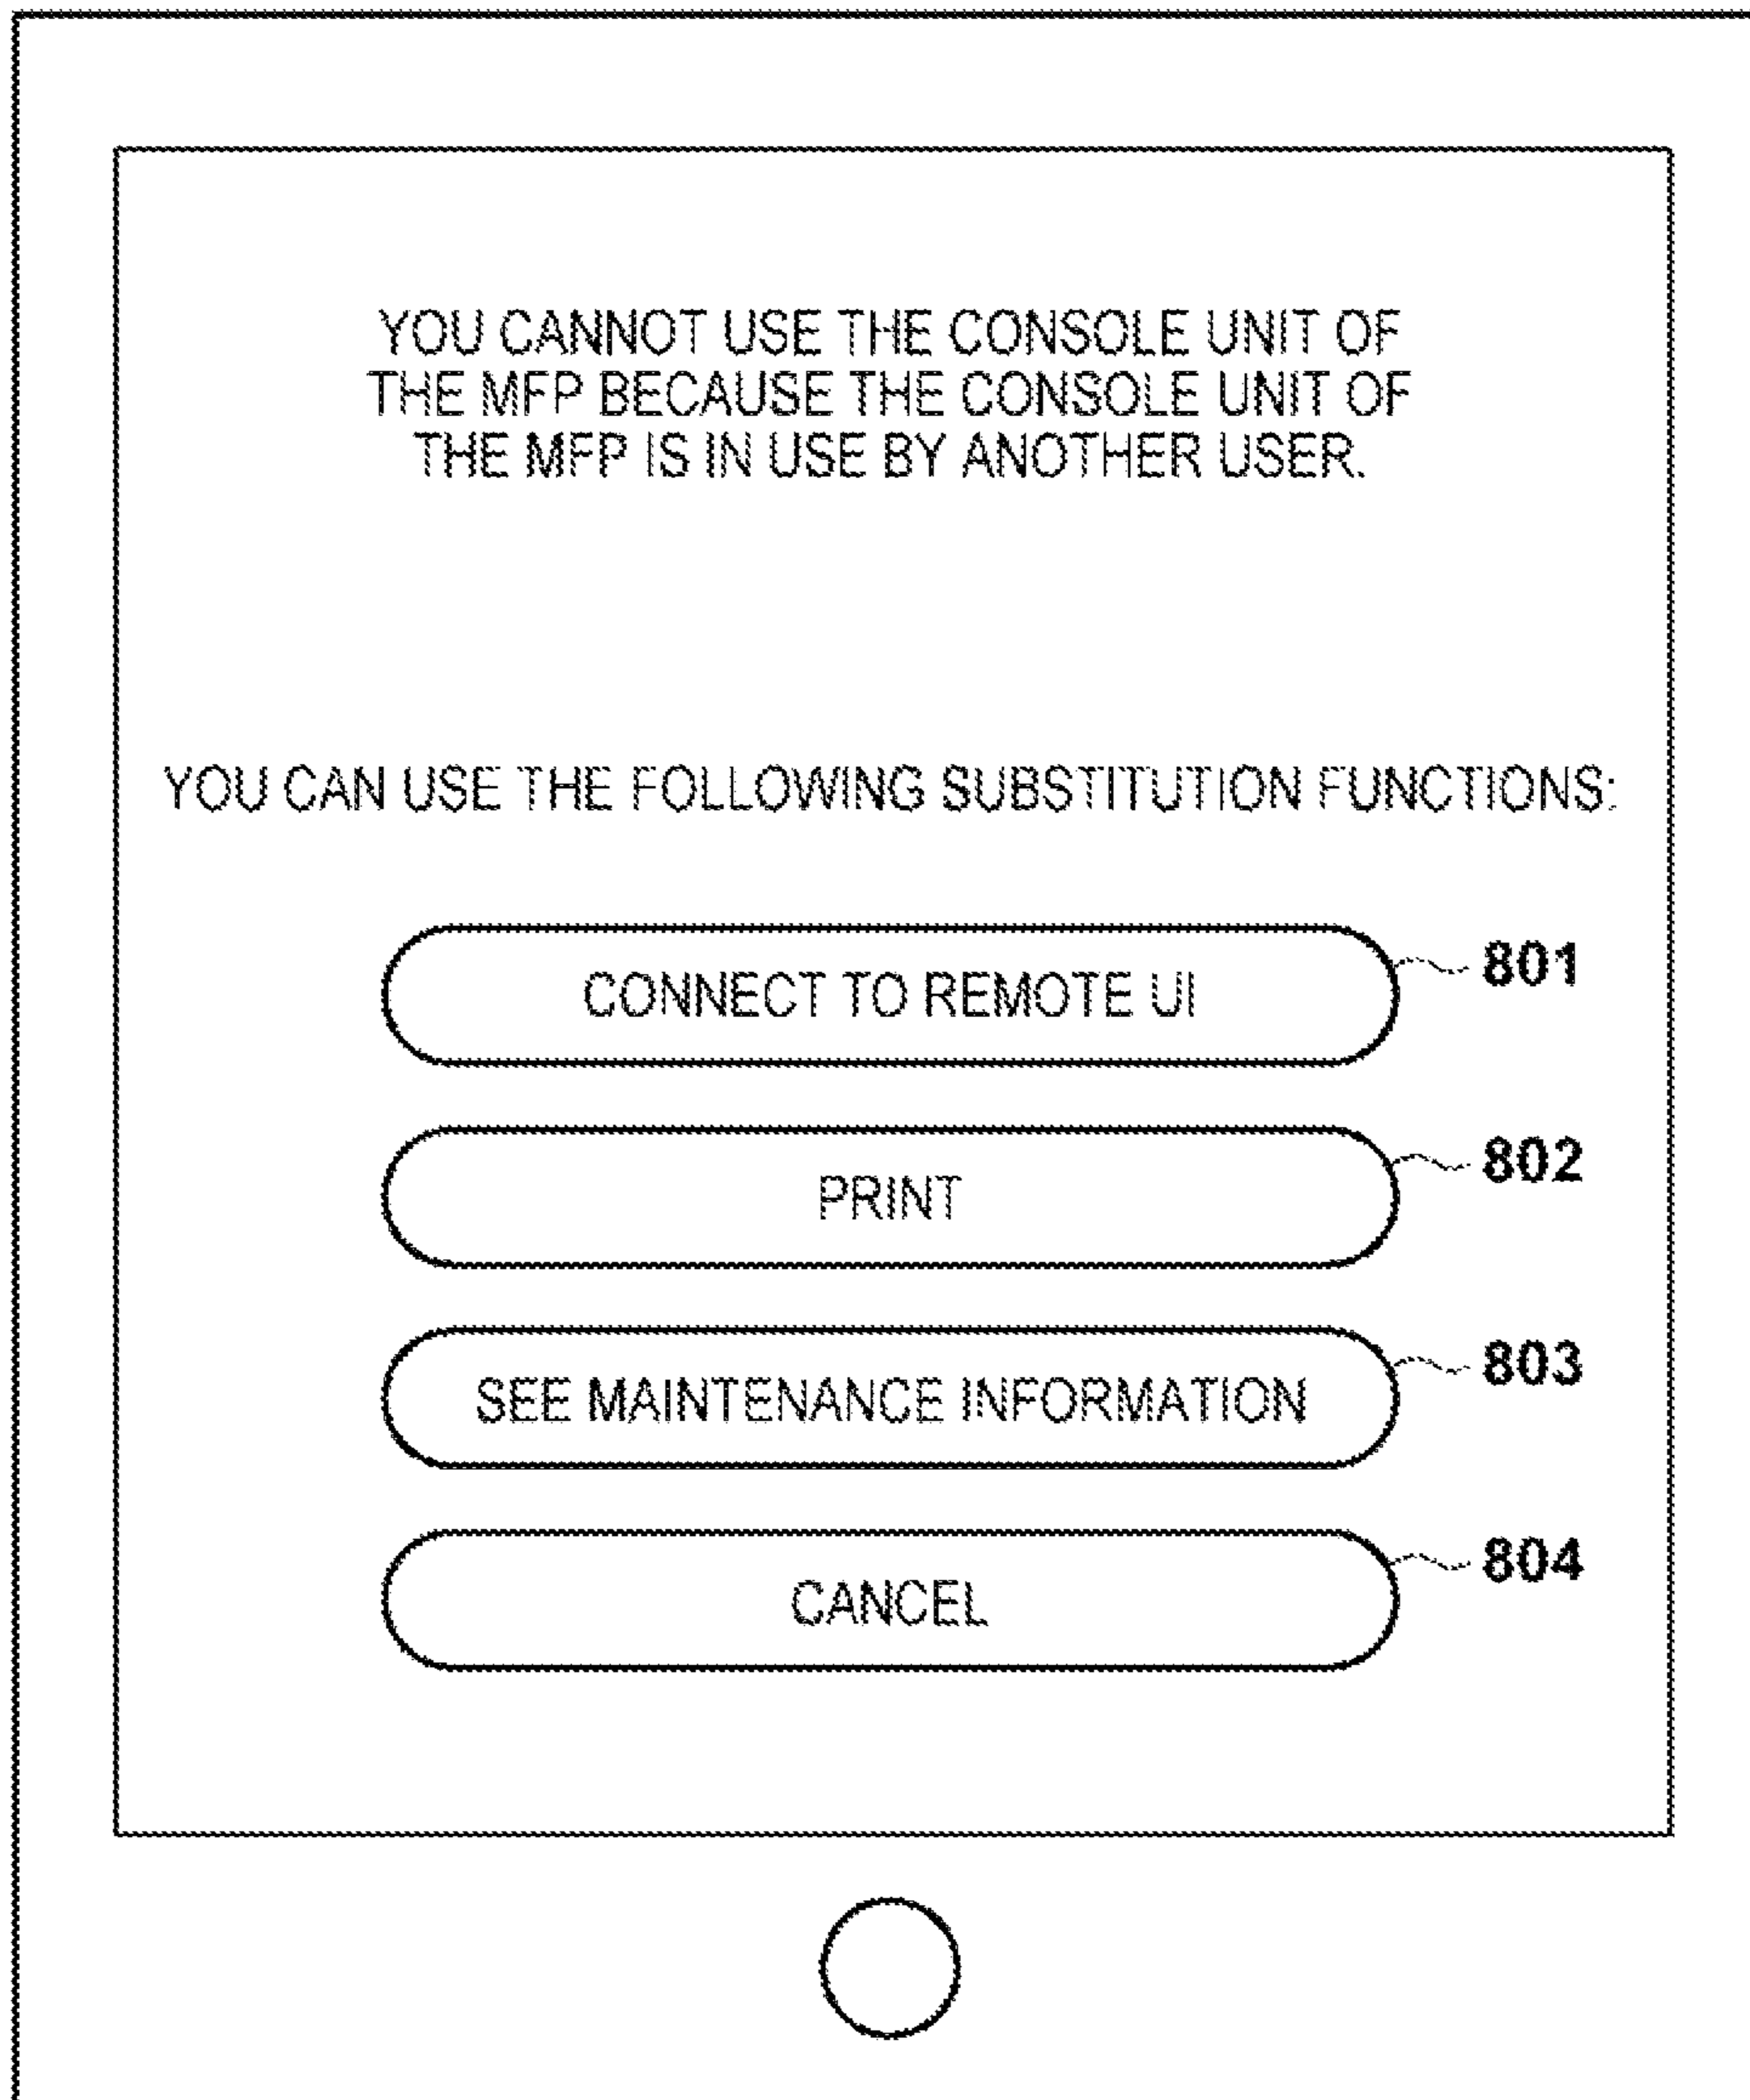 YOU CANNOT USE THE CONSOLE UNIT OF
THE MFP BECAUSE THE CONSOLE UNIT OF
THE MFP IS IN USE BY ANOTHER USER.
YOU CAN USE THE FOLLOWING SUBSTITUTION FUNCTIONS:
CONNECT TO REMOTE UI
801
PRINT
802
SEE MAINTENANCE INFORMATION
803
CANCEL
804